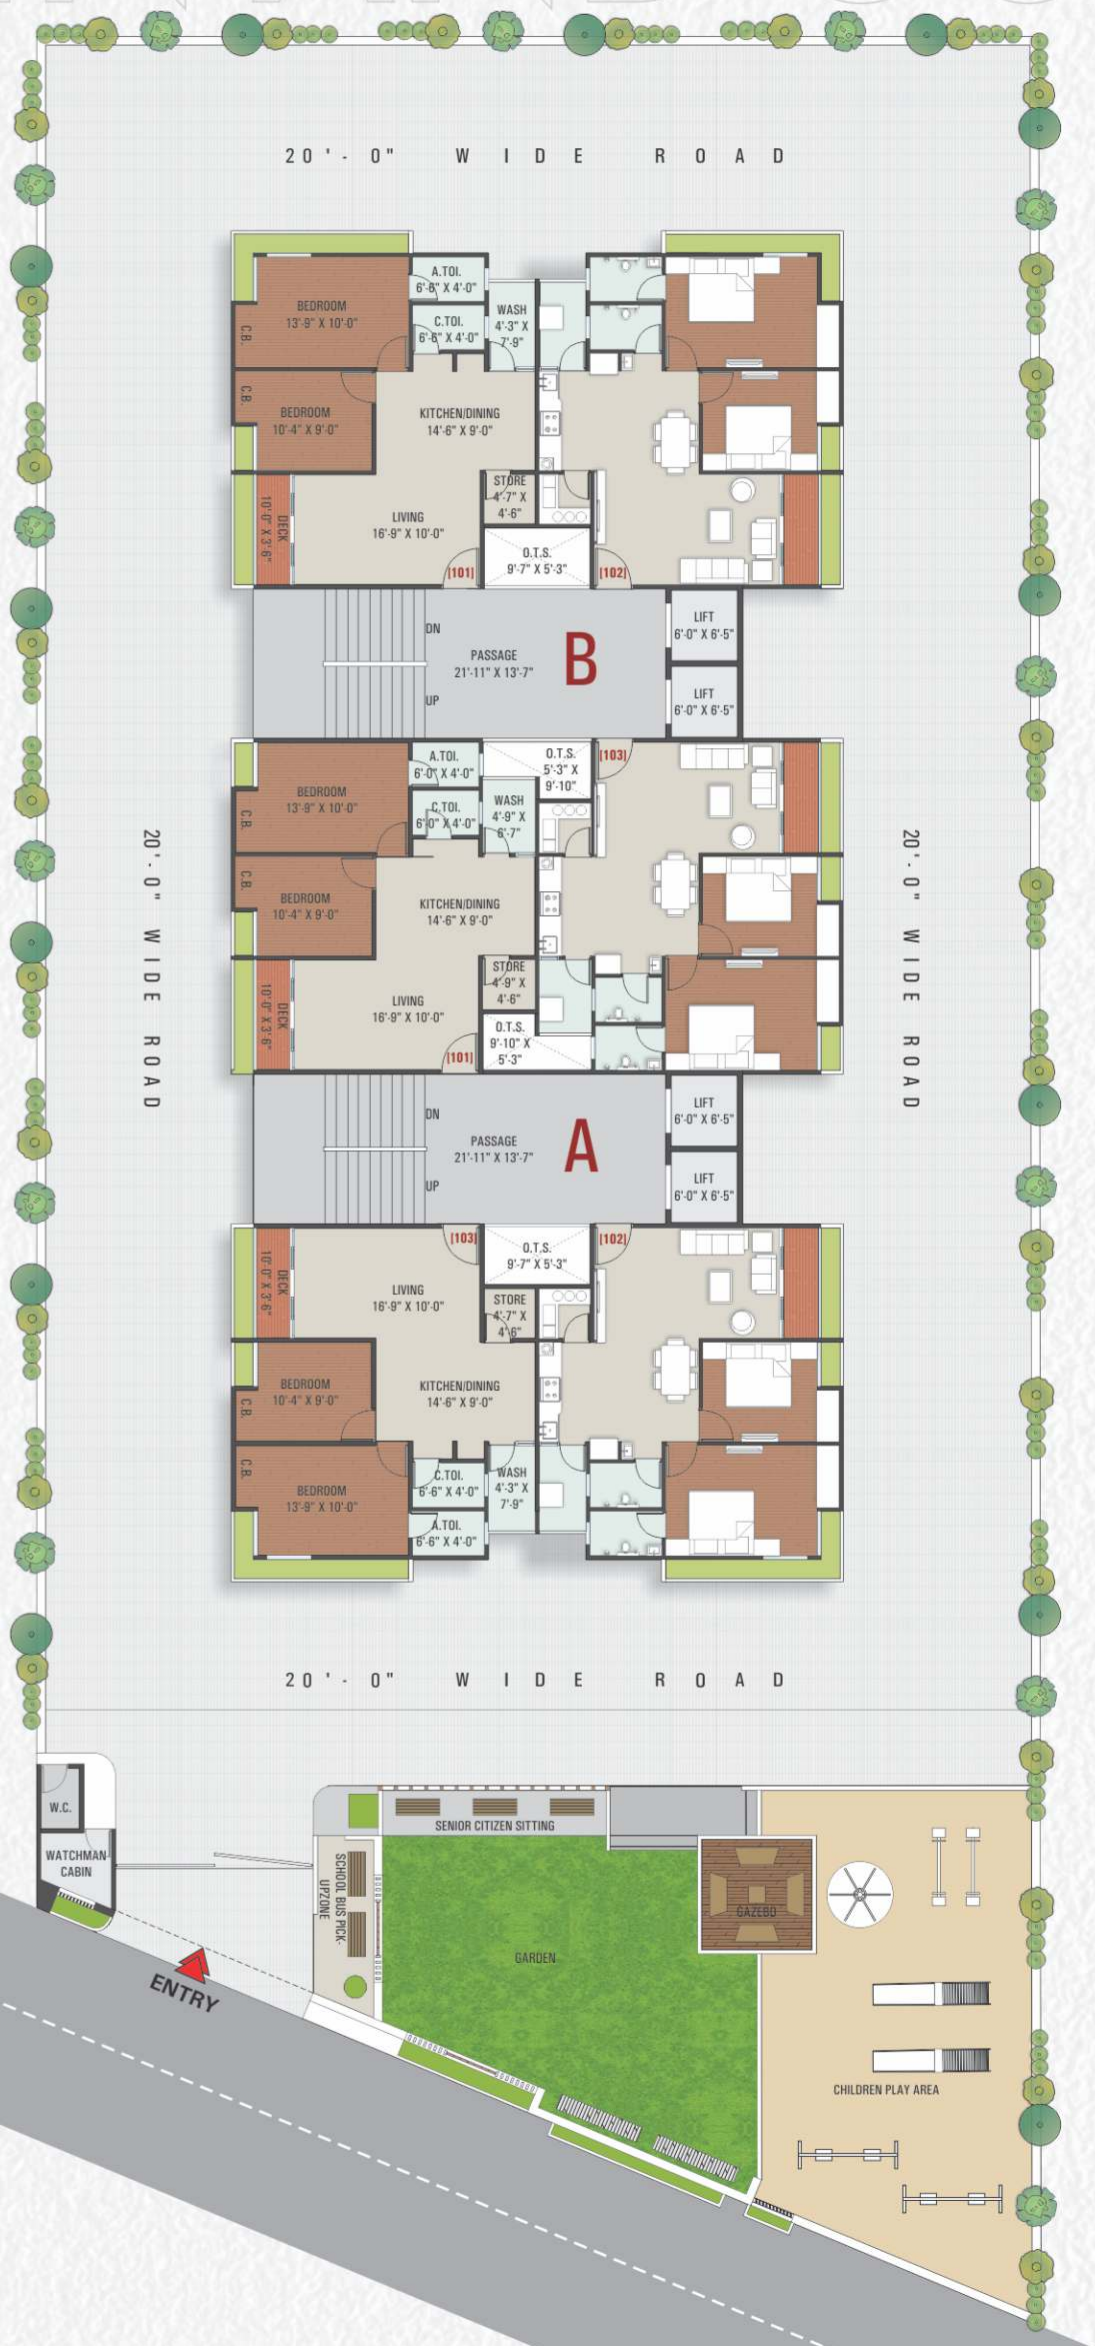 20'-0" WIDE ROAD
BEDROOM
13'-9" X 10'-0"
C.B.
A.TOI.
6'-6" X 4'-0"
C.TOI.
6'-6" X 4'-0"
WASH
4'-3" X
7'-9"
C.B.
BEDROOM
10'-4" X 9'-0"
KITCHEN/DINING
14'-6" X 9'-0"
STORE
4'-7" X
4'-6"
DECK
10'-0" X 3'-6"
LIVING
16'-9" X 10'-0"
O.T.S.
9'-7" X 5'-3"
[101]
[102]
DN
PASSAGE
21'-11" X 13'-7"
UP
B
LIFT
6'-0" X 6'-5"
LIFT
6'-0" X 6'-5"
BEDROOM
13'-9" X 10'-0"
C.B.
A.TOI.
6'-0" X 4'-0"
C.TOI.
6'-0" X 4'-0"
WASH
4'-9" X
6'-7"
O.T.S.
5'-3" X
9'-10"
[103]
20'-0" WIDE ROAD
20'-0" WIDE ROAD
C.B.
BEDROOM
10'-4" X 9'-0"
KITCHEN/DINING
14'-6" X 9'-0"
STORE
4'-9" X
4'-6"
DECK
10'-0" X 3'-6"
LIVING
16'-9" X 10'-0"
O.T.S.
9'-10" X
5'-3"
[101]
DN
PASSAGE
21'-11" X 13'-7"
UP
A
LIFT
6'-0" X 6'-5"
LIFT
6'-0" X 6'-5"
[103]
O.T.S.
9'-7" X 5'-3"
[102]
DECK
10'-0" X 3'-6"
LIVING
16'-9" X 10'-0"
STORE
4'-7" X
4'-6"
BEDROOM
10'-4" X 9'-0"
C.B.
KITCHEN/DINING
14'-6" X 9'-0"
C.B.
BEDROOM
13'-9" X 10'-0"
C.TOI.
6'-6" X 4'-0"
A.TOI.
6'-6" X 4'-0"
WASH
4'-3" X
7'-9"
20'-0" WIDE ROAD
W.C.
WATCHMAN
CABIN
SENIOR CITIZEN SITTING
SCHOOL BUS PICK-
UPZONE
GAZEBO
GARDEN
ENTRY
CHILDREN PLAY AREA